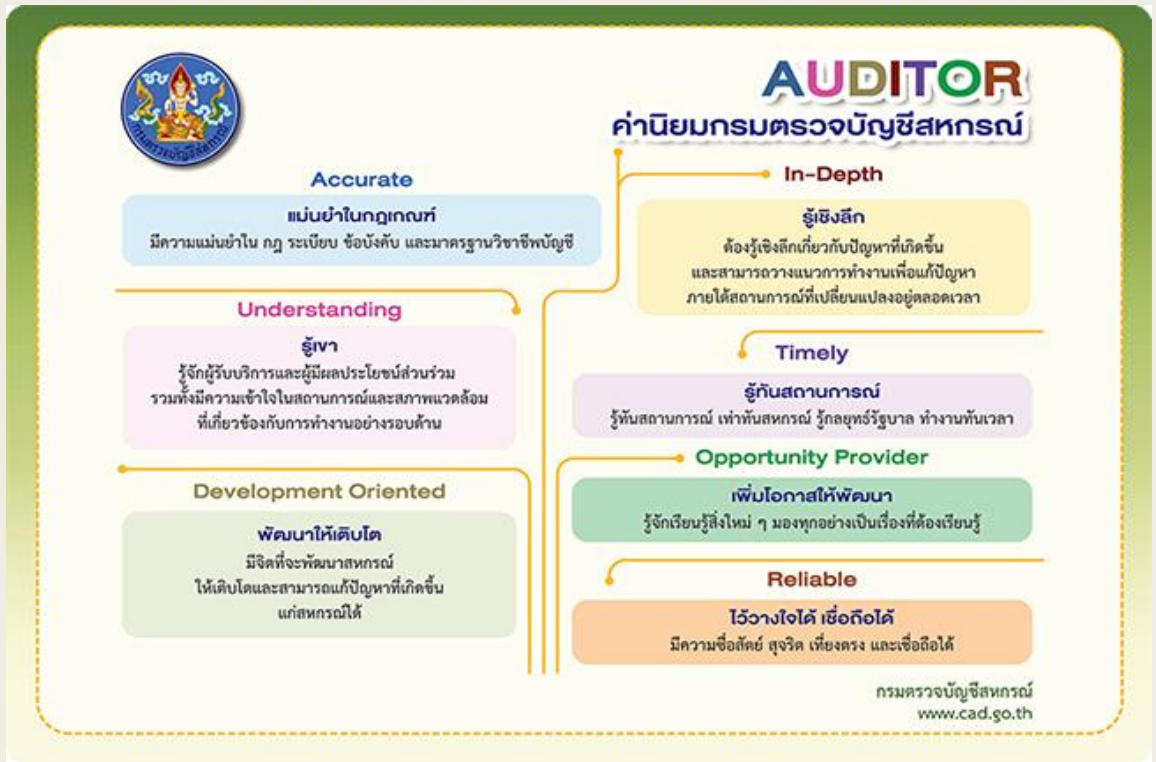 AUDITOR
ค่านิยมกรมตรวจบัญชีสหกรณ์
กรมตรวจบัญชีสหกรณ์
Accurate
แม่นยำในกฎเกณฑ์
มีความแม่นยำใน กฎ ระเบียบ ข้อบังคับ และมาตรฐานวิชาชีพบัญชี
Understanding
รู้เขา
รู้จักผู้รับบริการและผู้มีผลประโยชน์ส่วนร่วม
รวมทั้งมีความเข้าใจในสถานการณ์และสภาพแวดล้อม
ที่เกี่ยวข้องกับการทำงานอย่างรอบด้าน
Development Oriented
พัฒนาให้เติบโต
มีจิตที่จะพัฒนาสหกรณ์
ให้เติบโตและสามารถแก้ปัญหาที่เกิดขึ้น
แก่สหกรณ์ได้
In-Depth
รู้เชิงลึก
ต้องรู้เชิงลึกเกี่ยวกับปัญหาที่เกิดขึ้น
และสามารถวางแนวการทำงานเพื่อแก้ปัญหา
ภายใต้สถานการณ์ที่เปลี่ยนแปลงอยู่ตลอดเวลา
Timely
รู้ทันสถานการณ์
รู้ทันสถานการณ์ เท่าทันสหกรณ์ รู้กลยุทธ์รัฐบาล ทำงานทันเวลา
Opportunity Provider
เพิ่มโอกาสให้พัฒนา
รู้จักเรียนรู้สิ่งใหม่ ๆ มองทุกอย่างเป็นเรื่องที่ต้องเรียนรู้
Reliable
ไว้วางใจได้ เชื่อถือได้
มีความซื่อสัตย์ สุจริต เที่ยงตรง และเชื่อถือได้
กรมตรวจบัญชีสหกรณ์
www.cad.go.th